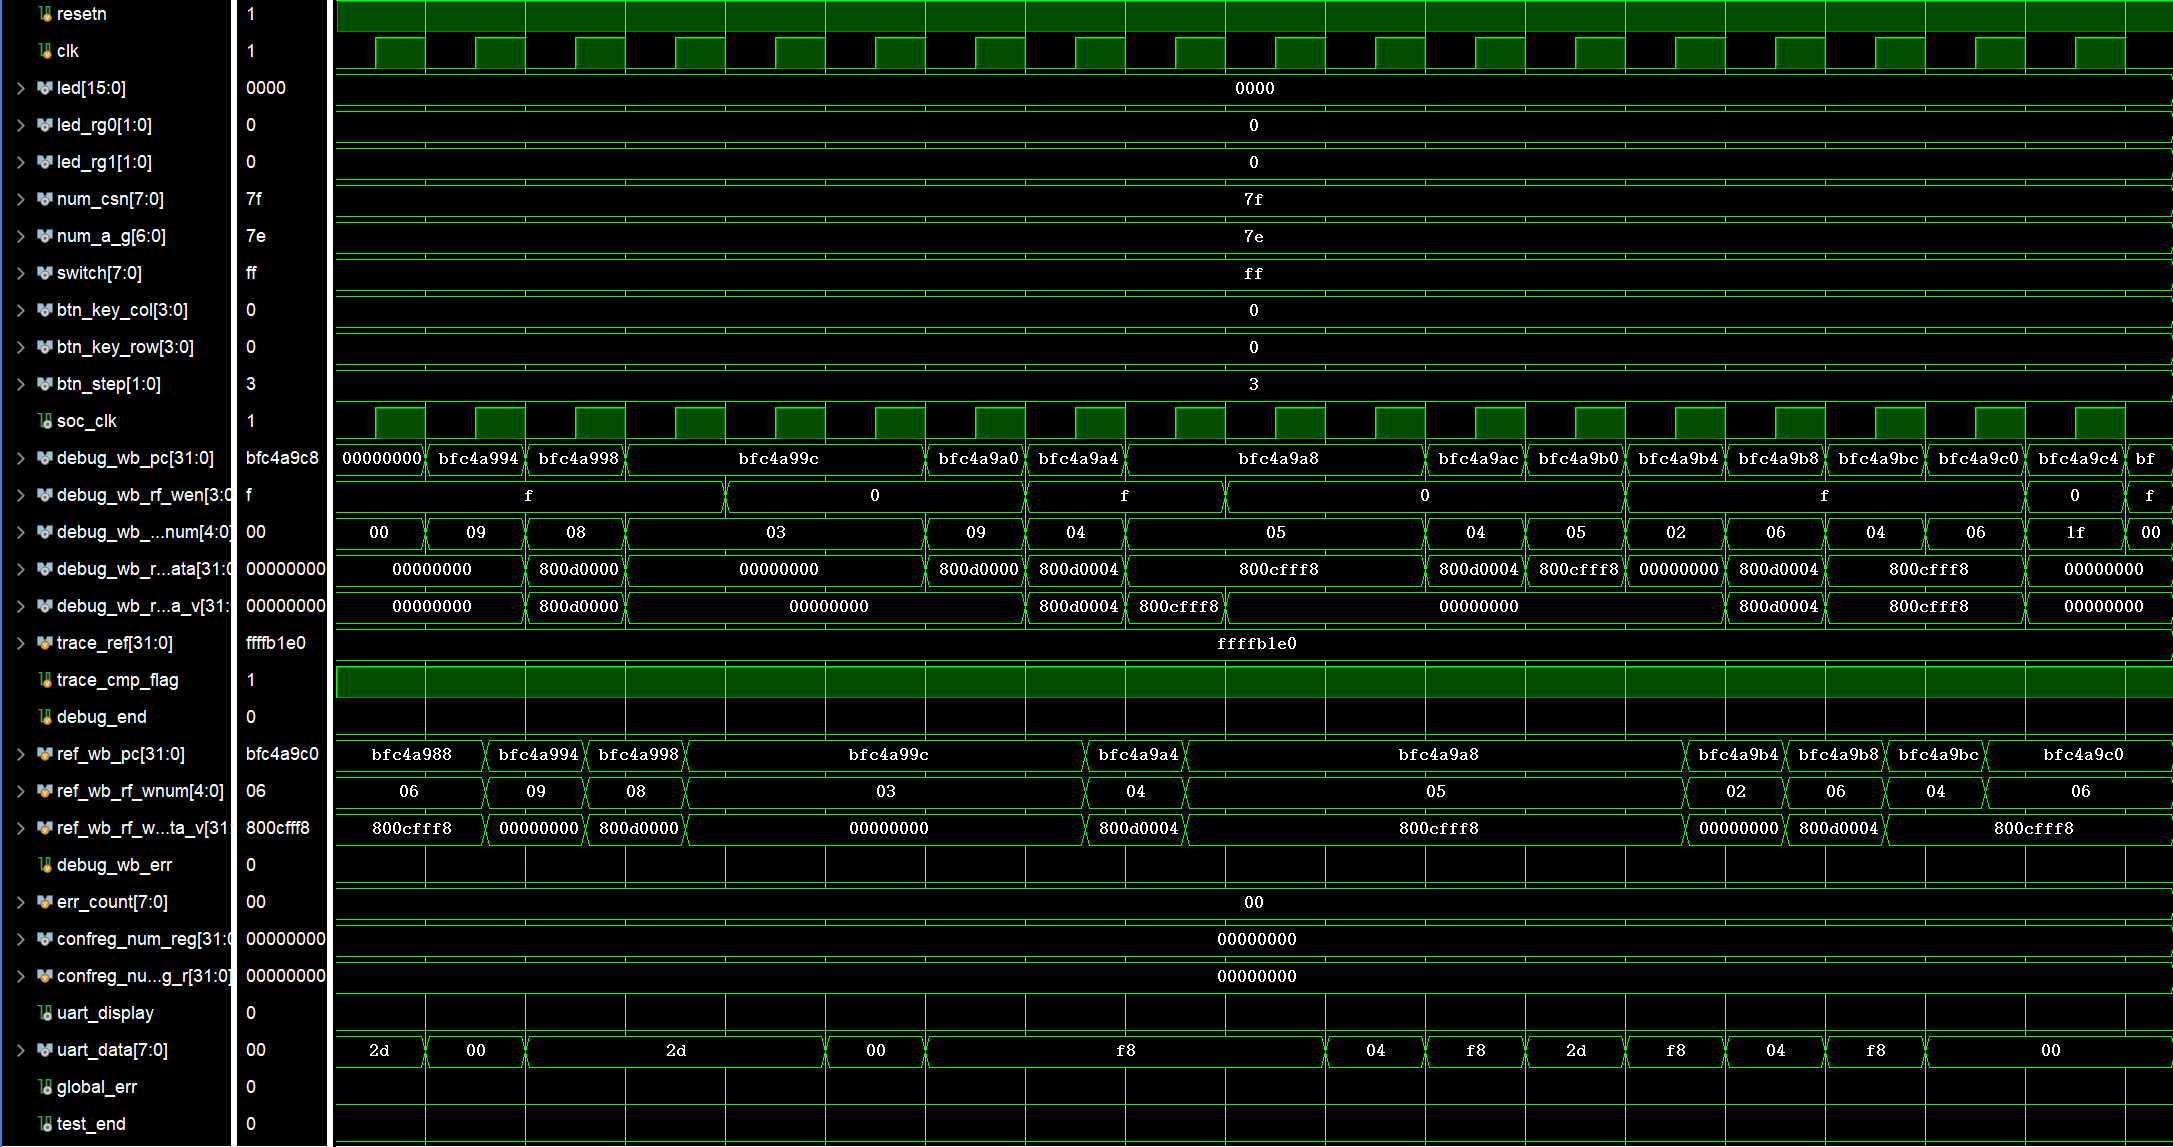 resetn 1
clk 1
led[15:0] 0000 0000
led_rg0[1:0] 0 0
led_rg1[1:0] 0 0
num_csn[7:0] 7f 7f
num_a_g[6:0] 7e 7e
switch[7:0] ff ff
btn_key_col[3:0] 0 0
btn_key_row[3:0] 0 0
btn_step[1:0] 3 3
soc_clk 1
debug_wb_pc[31:0] bfc4a9c8 00000000 bfc4a994 bfc4a998 bfc4a99c bfc4a9a0 bfc4a9a4 bfc4a9a8 bfc4a9ac bfc4a9b0 bfc4a9b4 bfc4a9b8 bfc4a9bc bfc4a9c0 bfc4a9c4 bf
debug_wb_rf_wen[3:0 f f 0 f 0 f 0 f
debug_wb_...num[4:0] 00 00 09 08 03 09 04 05 04 05 02 06 04 06 1f 00
debug_wb_r...ata[31:0 00000000 00000000 800d0000 00000000 800d0000 800d0004 800cfff8 800d0004 800cfff8 00000000 800d0004 800cfff8 00000000
debug_wb_r...a_v[31: 00000000 00000000 800d0000 00000000 800d0004 800cfff8 00000000 800d0004 800cfff8 00000000
trace_ref[31:0] ffffb1e0 ffffb1e0
trace_cmp_flag 1
debug_end 0
ref_wb_pc[31:0] bfc4a9c0 bfc4a988 bfc4a994 bfc4a998 bfc4a99c bfc4a9a4 bfc4a9a8 bfc4a9b4 bfc4a9b8 bfc4a9bc bfc4a9c0
ref_wb_rf_wnum[4:0] 06 06 09 08 03 04 05 02 06 04 06
ref_wb_rf_w...ta_v[31: 800cfff8 800cfff8 00000000 800d0000 00000000 800d0004 800cfff8 00000000 800d0004 800cfff8
debug_wb_err 0
err_count[7:0] 00 00
confreg_num_reg[31:0 00000000 00000000
confreg_nu...g_r[31:0] 00000000 00000000
uart_display 0
uart_data[7:0] 00 2d 00 2d 00 f8 04 f8 2d f8 04 f8 00
global_err 0
test_end 0